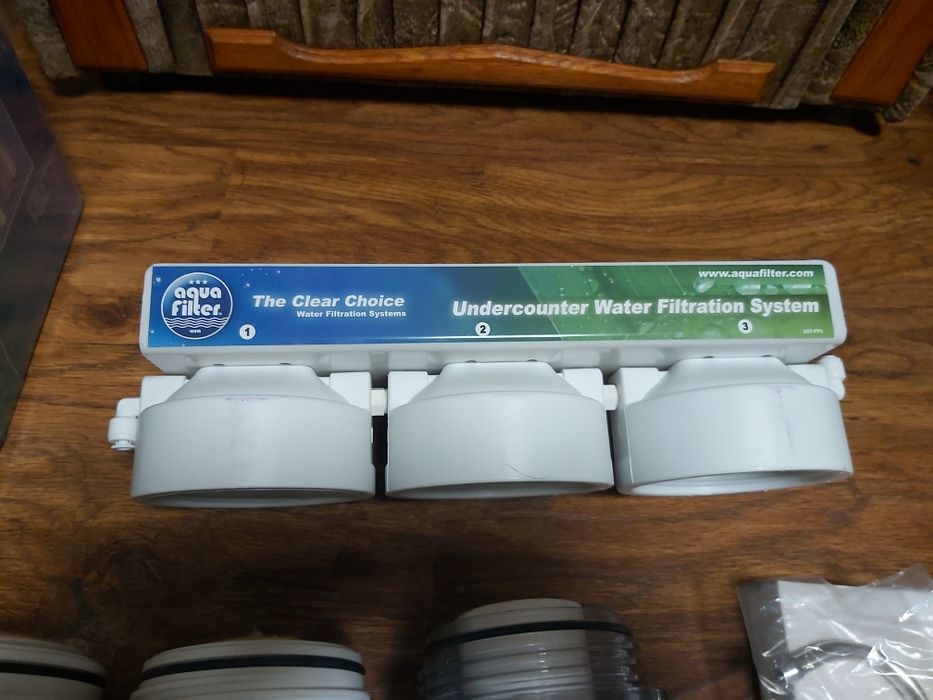 www.aquafilter.com
aqua
filter®
The Clear Choice
Water Filtration Systems
Undercounter Water Filtration System
1
2
3